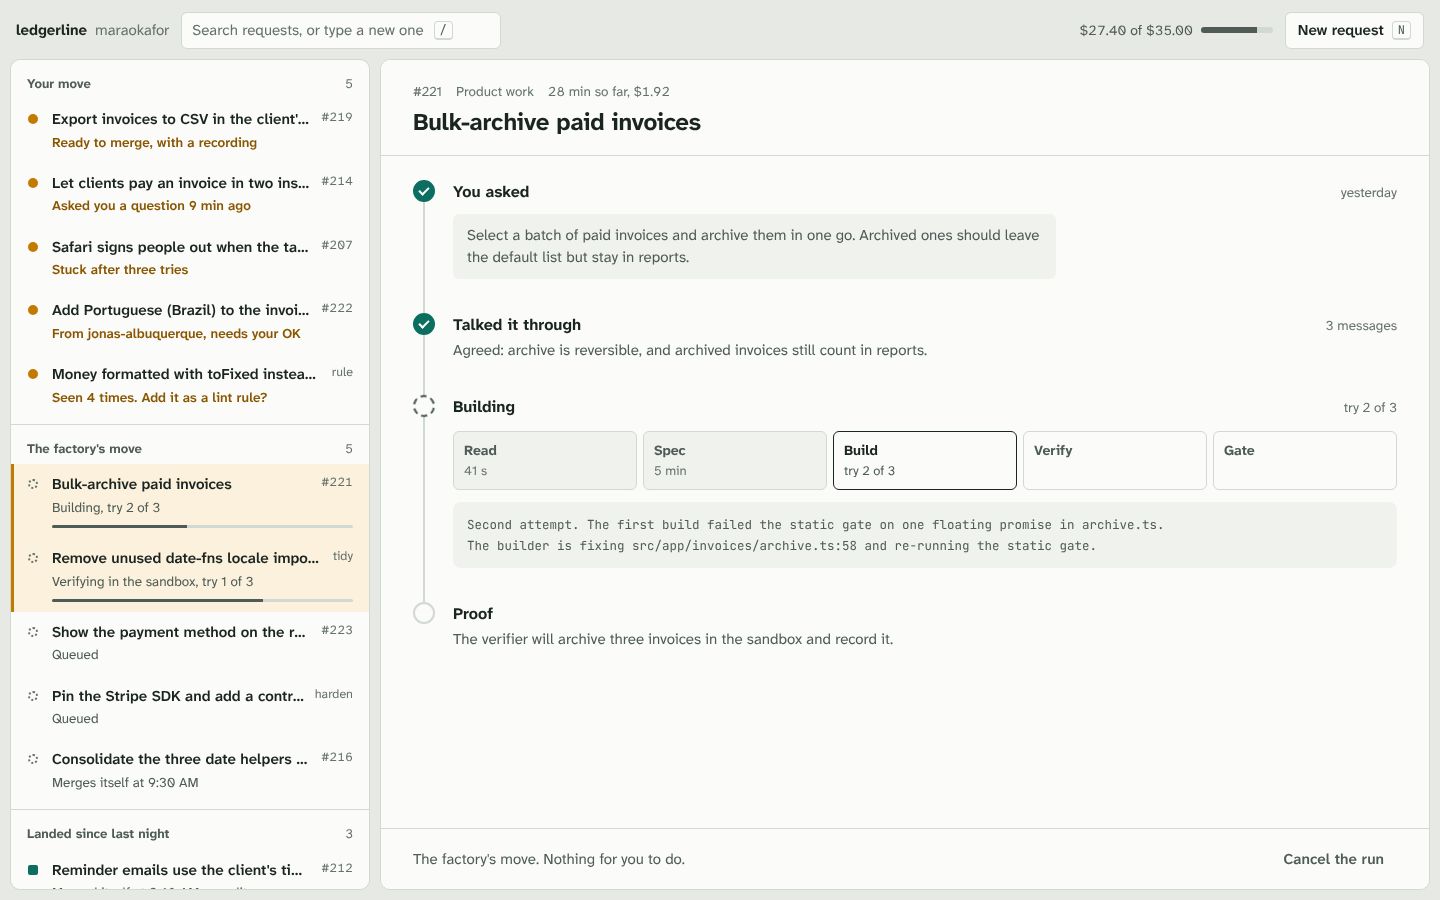 ledgerline maraokafor
Search requests, or type a new one /
$27.40 of $35.00
New request N
Your move 5
Export invoices to CSV in the client'... #219
Ready to merge, with a recording
Let clients pay an invoice in two ins... #214
Asked you a question 9 min ago
Safari signs people out when the ta... #207
Stuck after three tries
Add Portuguese (Brazil) to the invoi... #222
From jonas-albuquerque, needs your OK
Money formatted with toFixed instea... rule
Seen 4 times. Add it as a lint rule?
The factory's move 5
Bulk-archive paid invoices #221
Building, try 2 of 3
Remove unused date-fns locale impo... tidy
Verifying in the sandbox, try 1 of 3
Show the payment method on the r... #223
Queued
Pin the Stripe SDK and add a contr... harden
Queued
Consolidate the three date helpers ... #216
Merges itself at 9:30 AM
Landed since last night 3
Reminder emails use the client's ti... #212
#221 Product work 28 min so far, $1.92
Bulk-archive paid invoices
You asked yesterday
Select a batch of paid invoices and archive them in one go. Archived ones should leave
the default list but stay in reports.
Talked it through 3 messages
Agreed: archive is reversible, and archived invoices still count in reports.
Building try 2 of 3
Read
41 s
Spec
5 min
Build
try 2 of 3
Verify
Gate
Second attempt. The first build failed the static gate on one floating promise in archive.ts.
The builder is fixing src/app/invoices/archive.ts:58 and re-running the static gate.
Proof
The verifier will archive three invoices in the sandbox and record it.
The factory's move. Nothing for you to do.
Cancel the run